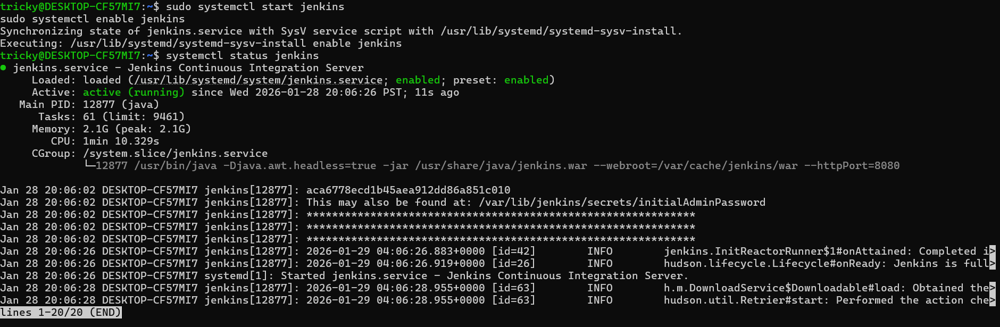 tricky@DESKTOP-CF57MI7:~$ sudo systemctl start jenkins
sudo systemctl enable jenkins
Synchronizing state of jenkins.service with SysV service script with /usr/lib/systemd/systemd-sysv-install.
Executing: /usr/lib/systemd/systemd-sysv-install enable jenkins
tricky@DESKTOP-CF57MI7:~$ systemctl status jenkins
● jenkins.service - Jenkins Continuous Integration Server
     Loaded: loaded (/usr/lib/systemd/system/jenkins.service; enabled; preset: enabled)
     Active: active (running) since Wed 2026-01-28 20:06:26 PST; 11s ago
   Main PID: 12877 (java)
      Tasks: 61 (limit: 9461)
     Memory: 2.1G (peak: 2.1G)
        CPU: 1min 10.329s
     CGroup: /system.slice/jenkins.service
             └─12877 /usr/bin/java -Djava.awt.headless=true -jar /usr/share/java/jenkins.war --webroot=/var/cache/jenkins/war --httpPort=8080

Jan 28 20:06:02 DESKTOP-CF57MI7 jenkins[12877]: aca6778ecd1b45aea912dd86a851c010
Jan 28 20:06:02 DESKTOP-CF57MI7 jenkins[12877]: This may also be found at: /var/lib/jenkins/secrets/initialAdminPassword
Jan 28 20:06:02 DESKTOP-CF57MI7 jenkins[12877]: *************************************************************
Jan 28 20:06:02 DESKTOP-CF57MI7 jenkins[12877]: *************************************************************
Jan 28 20:06:02 DESKTOP-CF57MI7 jenkins[12877]: *************************************************************
Jan 28 20:06:26 DESKTOP-CF57MI7 jenkins[12877]: 2026-01-29 04:06:26.883+0000 [id=42]        INFO        jenkins.InitReactorRunner$1#onAttained: Completed i>
Jan 28 20:06:26 DESKTOP-CF57MI7 jenkins[12877]: 2026-01-29 04:06:26.919+0000 [id=26]        INFO        hudson.lifecycle.Lifecycle#onReady: Jenkins is full>
Jan 28 20:06:26 DESKTOP-CF57MI7 systemd[1]: Started jenkins.service - Jenkins Continuous Integration Server.
Jan 28 20:06:28 DESKTOP-CF57MI7 jenkins[12877]: 2026-01-29 04:06:28.955+0000 [id=63]        INFO        h.m.DownloadService$Downloadable#load: Obtained the>
Jan 28 20:06:28 DESKTOP-CF57MI7 jenkins[12877]: 2026-01-29 04:06:28.955+0000 [id=63]        INFO        hudson.util.Retrier#start: Performed the action che>
lines 1-20/20 (END)